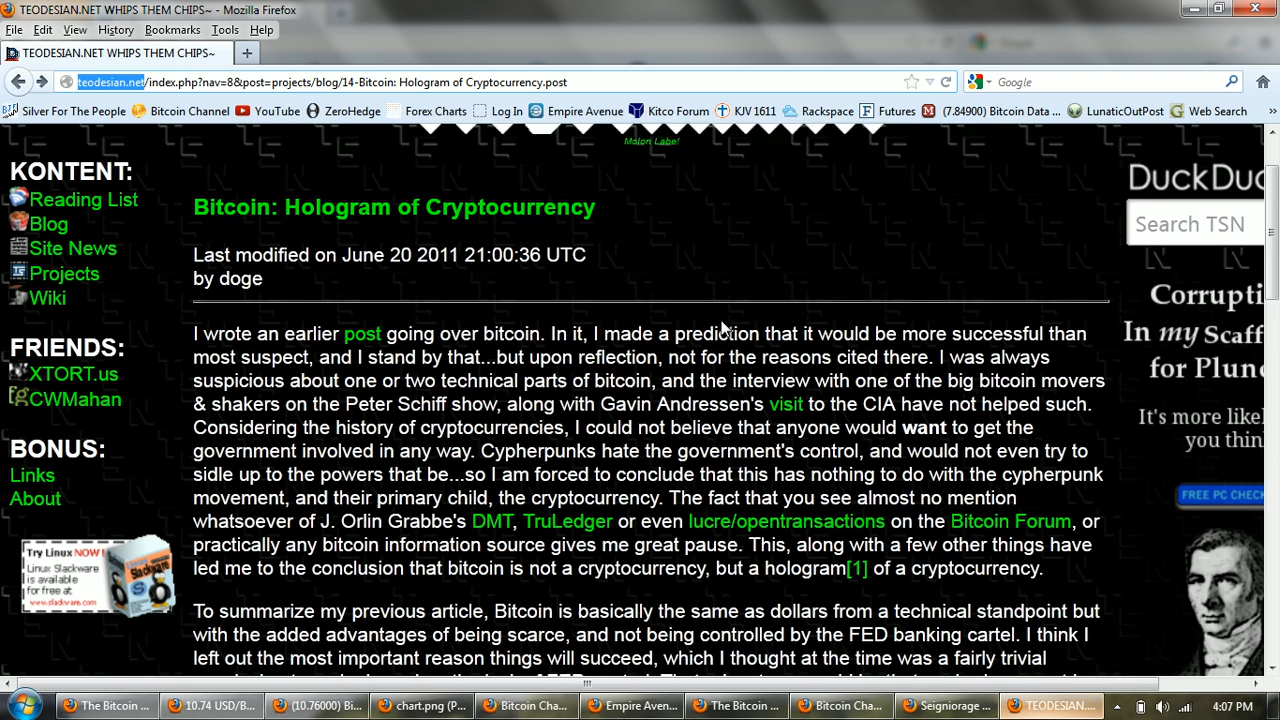 TEODESIAN.NET WHIPS THEM CHIPS~ - Mozilla Firefox
File Edit View History Bookmarks Tools Help
TEODESIAN.NET WHIPS THEM CHIPS~
teodesian.net/index.php?nav=8&post=projects/blog/14-Bitcoin: Hologram of Cryptocurrency.post
Google
Silver For The People Bitcoin Channel YouTube ZeroHedge Forex Charts Log In Empire Avenue Kitco Forum KJV 1611 Rackspace Futures (7.84900) Bitcoin Data ... LunaticOutPost Web Search
Molon Labe!
KONTENT:
Reading List
Blog
Site News
Projects
Wiki
FRIENDS:
XTORT.us
CWMahan
BONUS:
Links
About
Try Linux NOW!
Linux Slackware
is available
for free at
www.slackware.com
Bitcoin: Hologram of Cryptocurrency
Last modified on June 20 2011 21:00:36 UTC
by doge
I wrote an earlier post going over bitcoin. In it, I made a prediction that it would be more successful than
most suspect, and I stand by that...but upon reflection, not for the reasons cited there. I was always
suspicious about one or two technical parts of bitcoin, and the interview with one of the big bitcoin movers
& shakers on the Peter Schiff show, along with Gavin Andressen's visit to the CIA have not helped such.
Considering the history of cryptocurrencies, I could not believe that anyone would want to get the
government involved in any way. Cypherpunks hate the government's control, and would not even try to
sidle up to the powers that be...so I am forced to conclude that this has nothing to do with the cypherpunk
movement, and their primary child, the cryptocurrency. The fact that you see almost no mention
whatsoever of J. Orlin Grabbe's DMT, TruLedger or even lucre/opentransactions on the Bitcoin Forum, or
practically any bitcoin information source gives me great pause. This, along with a few other things have
led me to the conclusion that bitcoin is not a cryptocurrency, but a hologram[1] of a cryptocurrency.
To summarize my previous article, Bitcoin is basically the same as dollars from a technical standpoint but
with the added advantages of being scarce, and not being controlled by the FED banking cartel. I think I
left out the most important reason things will succeed, which I thought at the time was a fairly trivial
DuckDuc
Search TSN
Corrupti
In my Scaff
for Plund
It's more likel
you thin
FREE PC CHECK
The Bitcoin ... 10.74 USD/B... (10.76000) Bi... chart.png (P... Bitcoin Cha... Empire Aven... The Bitcoin ... Bitcoin Cha... Seigniorage ... TEODESIAN.... 4:07 PM